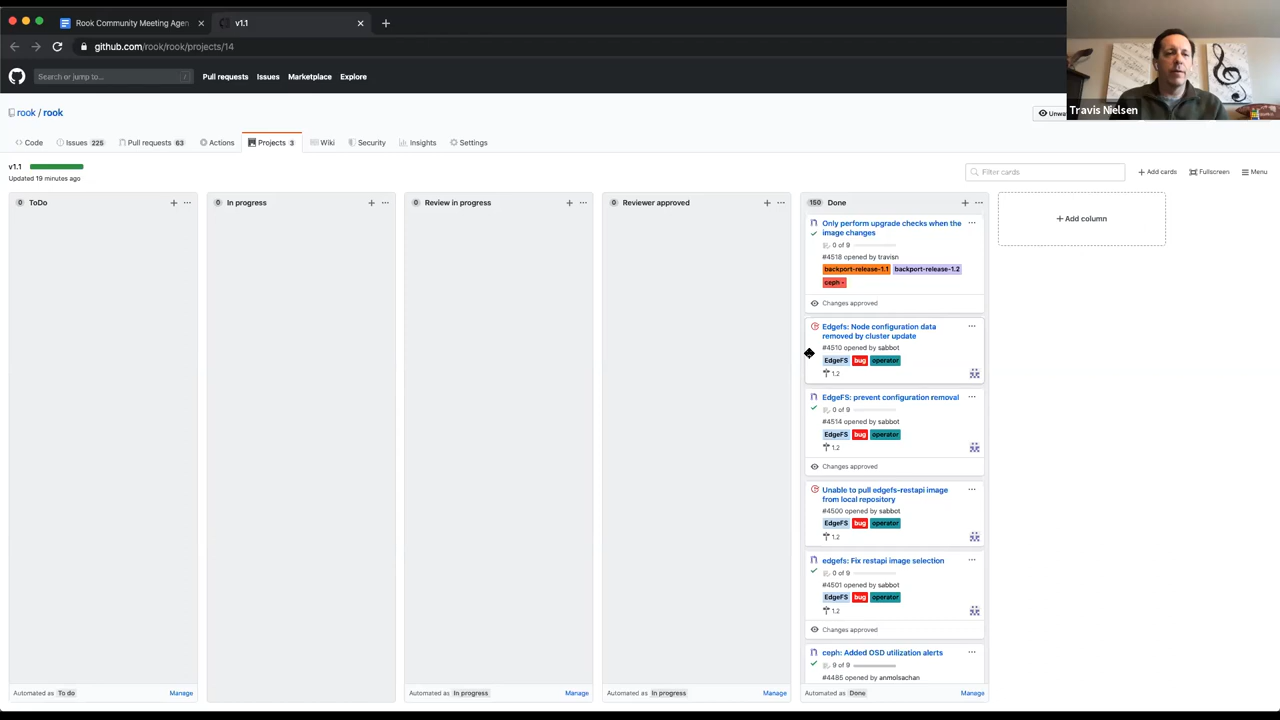 Rook Community Meeting Agen
v1.1
github.com/rook/rook/projects/14
Search or jump to...
/
Pull requests
Issues
Marketplace
Explore
Travis Nielsen
rook / rook
Unwa
Code
Issues 225
Pull requests 63
Actions
Projects 3
Wiki
Security
Insights
Settings
v1.1
Updated 19 minutes ago
Filter cards
+ Add cards
Fullscreen
Menu
0 ToDo
0 In progress
0 Review in progress
0 Reviewer approved
150 Done
+ Add column
Only perform upgrade checks when the
image changes
0 of 9
#4518 opened by travisn
backport-release-1.1 backport-release-1.2
ceph -
Changes approved
Edgefs: Node configuration data
removed by cluster update
#4510 opened by sabbot
EdgeFS bug operator
1.2
EdgeFS: prevent configuration removal
0 of 9
#4514 opened by sabbot
EdgeFS bug operator
1.2
Changes approved
Unable to pull edgefs-restapi image
from local repository
#4500 opened by sabbot
EdgeFS bug operator
1.2
edgefs: Fix restapi image selection
0 of 9
#4501 opened by sabbot
EdgeFS bug operator
1.2
Changes approved
ceph: Added OSD utilization alerts
9 of 9
#4485 opened by anmolsachan
Automated as To do
Manage
Automated as In progress
Manage
Automated as In progress
Manage
Automated as Done
Manage